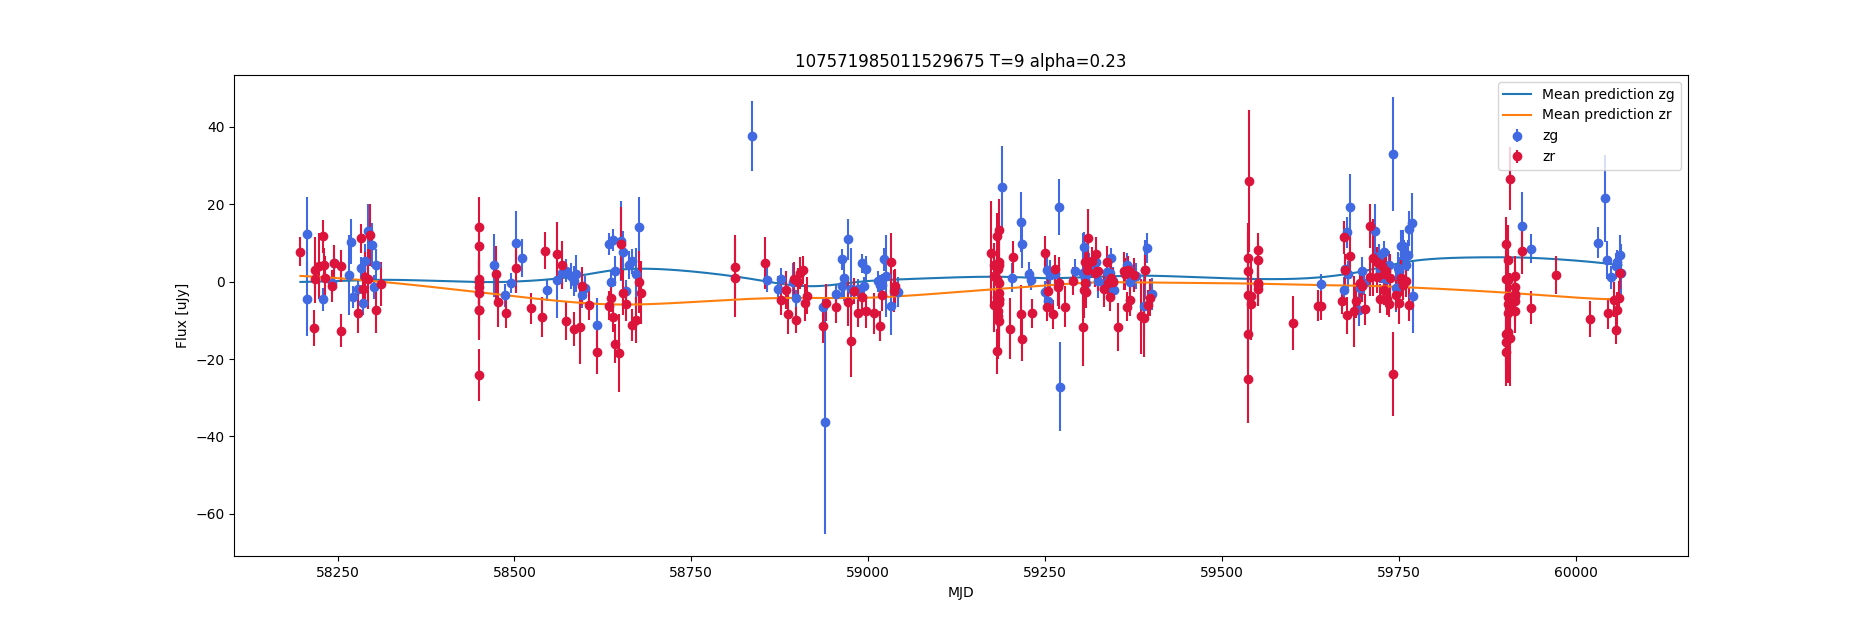 107571985011529675 T=9 alpha=0.23
Flux [uJy]
40
20
0
−20
−40
−60
58250 58500 58750 59000 59250 59500 59750 60000
MJD
Mean prediction zg
Mean prediction zr
zg
zr